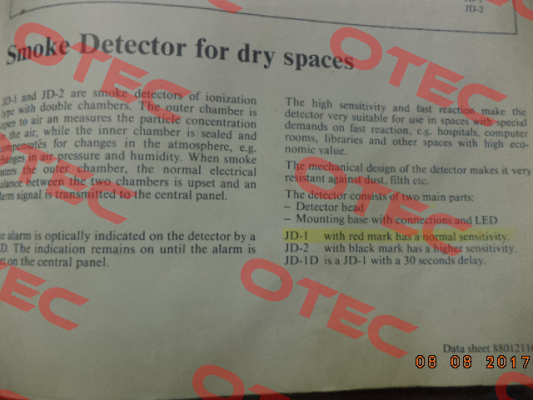 JD-2
Smoke Detector for dry spaces
JD-1 and JD-2 are smoke detectors of ionization
type with double chambers. The outer chamber is
open to air an measures the particle concentration
the air, while the inner chamber is sealed and
compensates for changes in the atmosphere, e.g.
changes in air pressure and humidity. When smoke
enters the outer chamber, the normal electrical
balance between the two chambers is upset and an
alarm signal is transmitted to the central panel.
alarm is optically indicated on the detector by a
The indication remains on until the alarm is
on the central panel.
The high sensitivity and fast reaction make the
detector very suitable for use in spaces with special
demands on fast reaction, e.g. hospitals, computer
rooms, libraries and other spaces with high eco-
nomic value.
The mechanical design of the detector makes it very
resistant against dust, filth etc.
The detector consists of two main parts:
– Detector head
– Mounting base with connections and LED
JD-1 with red mark has a normal sensitivity.
JD-2 with black mark has a higher sensitivity.
JD-1D is a JD-1 with a 30 seconds delay.
Data sheet 8801211
08 08 2017
OTEC
OTEC
OTEC
OTEC
OTEC
OTEC